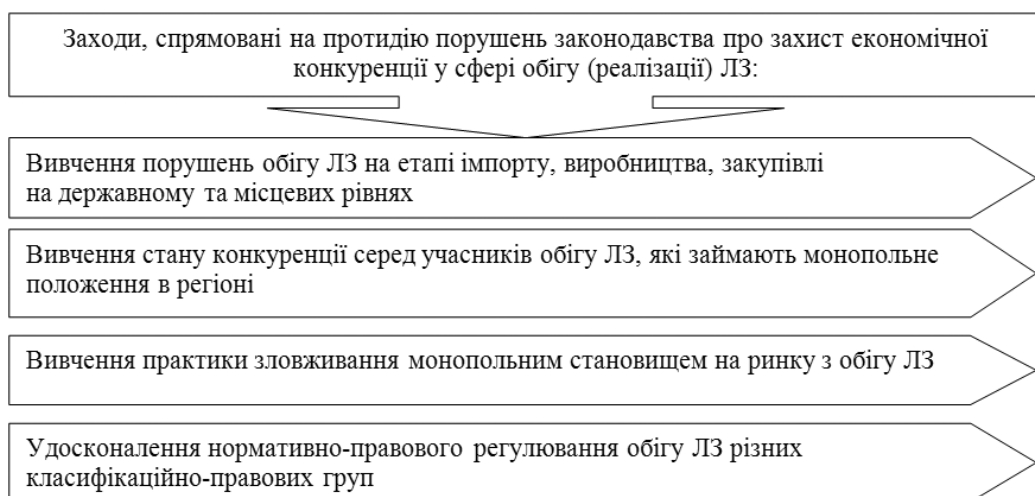 Заходи, спрямовані на протидію порушень законодавства про захист економічної
конкуренції у сфері обігу (реалізації) ЛЗ:
Вивчення порушень обігу ЛЗ на етапі імпорту, виробництва, закупівлі
на державному та місцевих рівнях
Вивчення стану конкуренції серед учасників обігу ЛЗ, які займають монопольне
положення в регіоні
Вивчення практики зловживання монопольним становищем на ринку з обігу ЛЗ
Удосконалення нормативно-правового регулювання обігу ЛЗ різних
класифікаційно-правових груп